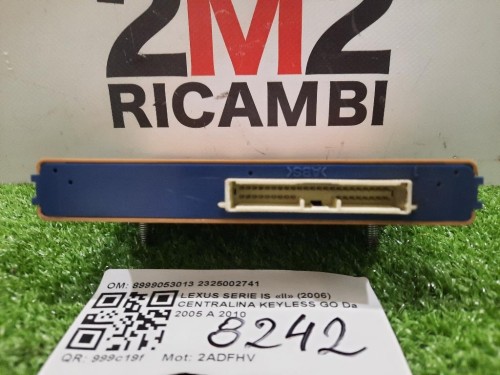 2M2
RICAMBI
OM: 8999053013 2325002741
LEXUS SERIE IS «II» (2006)
CENTRALINA KEYLESS GO Da
2005 A 2010
8242
QR: 999c19f Mot: 2ADFHV